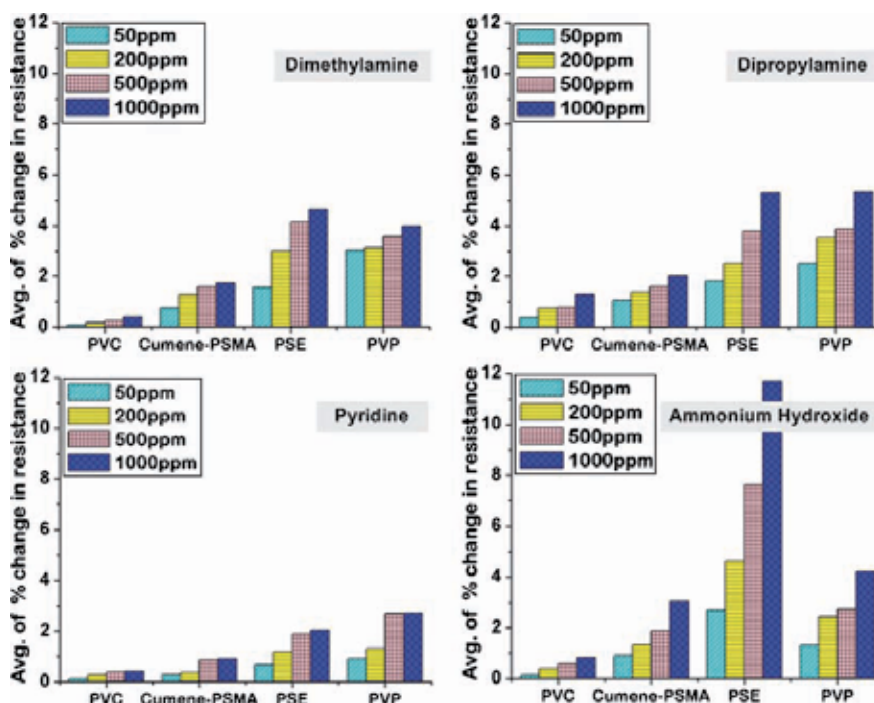 Avg. of % change in resistance
12
10
8
6
4
2
0
50ppm
200ppm
500ppm
1000ppm
Dimethylamine
PVC Cumene-PSMA PSE PVP
Avg. of % change in resistance
12
10
8
6
4
2
0
50ppm
200ppm
500ppm
1000ppm
Dipropylamine
PVC Cumene-PSMA PSE PVP
Avg. of % change in resistance
12
10
8
6
4
2
0
50ppm
200ppm
500ppm
1000ppm
Pyridine
PVC Cumene-PSMA PSE PVP
Avg. of % change in resistance
12
10
8
6
4
2
0
50ppm
200ppm
500ppm
1000ppm
Ammonium Hydroxide
PVC Cumene-PSMA PSE PVP